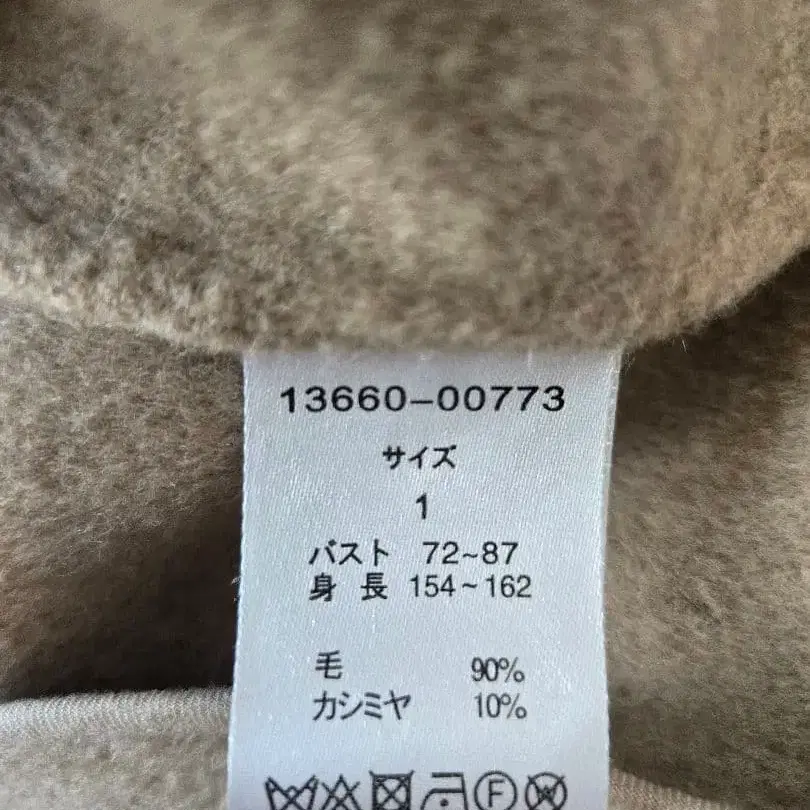 13660-00773
サイズ
1
バスト 72~87
身 長 154~162
毛 90%
カシミヤ 10%
F